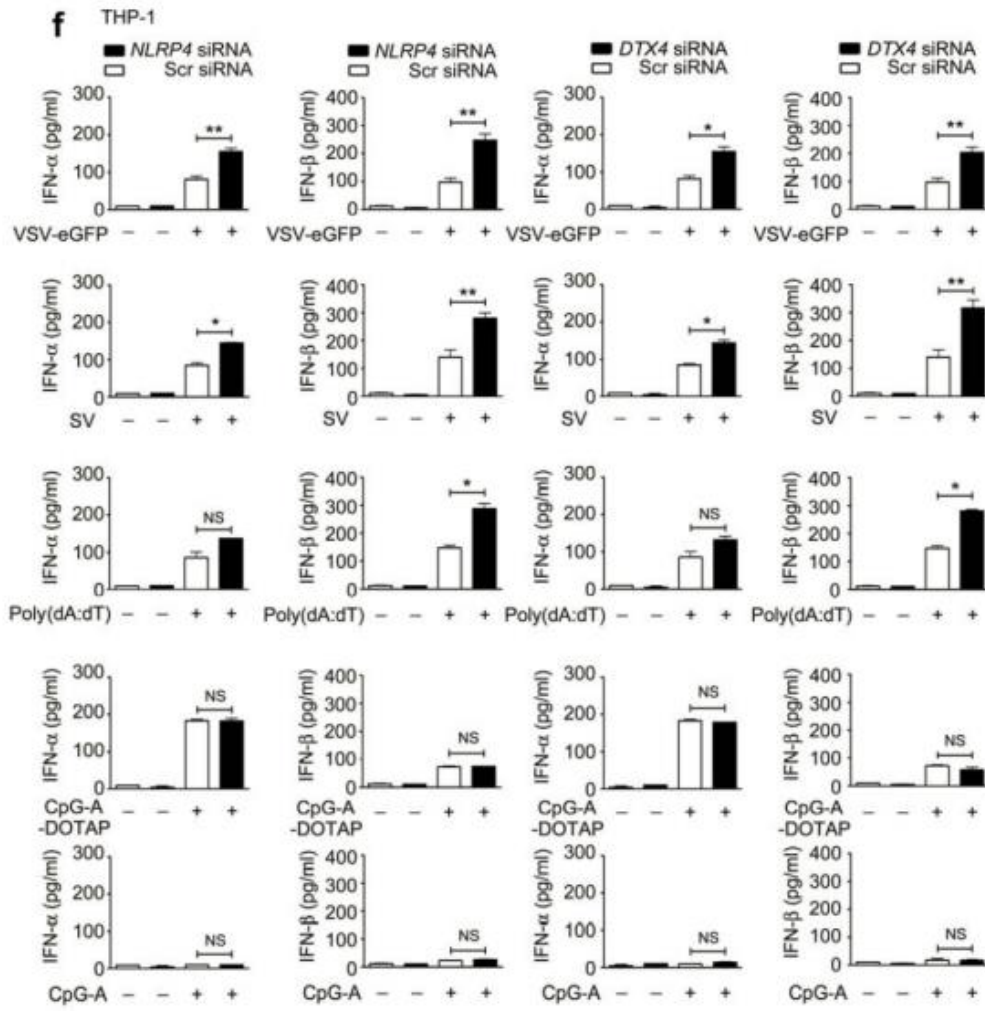 f THP-1
NLRP4 siRNA NLRP4 siRNA DTX4 siRNA DTX4 siRNA
Scr siRNA Scr siRNA Scr siRNA Scr siRNA
IFN-α (pg/ml) 300 200 100 0 **
VSV-eGFP – – + +
IFN-β (pg/ml) 400 300 200 100 0 **
VSV-eGFP – – + +
IFN-α (pg/ml) 300 200 100 0 *
VSV-eGFP – – + +
IFN-β (pg/ml) 400 300 200 100 0 **
VSV-eGFP – – + +
IFN-α (pg/ml) 300 200 100 0 *
SV – – + +
IFN-β (pg/ml) 400 300 200 100 0 **
SV – – + +
IFN-α (pg/ml) 300 200 100 0 *
SV – – + +
IFN-β (pg/ml) 400 300 200 100 0 **
SV – – + +
IFN-α (pg/ml) 300 200 100 0 NS
Poly(dA:dT) – – + +
IFN-β (pg/ml) 400 300 200 100 0 *
Poly(dA:dT) – – + +
IFN-α (pg/ml) 300 200 100 0 NS
Poly(dA:dT) – – + +
IFN-β (pg/ml) 400 300 200 100 0 *
Poly(dA:dT) – – + +
IFN-α (pg/ml) 300 200 100 0 NS
CpG-A – – + +
-DOTAP
IFN-β (pg/ml) 400 300 200 100 0 NS
CpG-A – – + +
-DOTAP
IFN-α (pg/ml) 300 200 100 0 NS
CpG-A – – + +
-DOTAP
IFN-β (pg/ml) 400 300 200 100 0 NS
CpG-A – – + +
-DOTAP
IFN-α (pg/ml) 300 200 100 0 NS
CpG-A – – + +
IFN-β (pg/ml) 400 300 200 100 0 NS
CpG-A – – + +
IFN-α (pg/ml) 300 200 100 0 NS
CpG-A – – + +
IFN-β (pg/ml) 400 300 200 100 0 NS
CpG-A – – + +